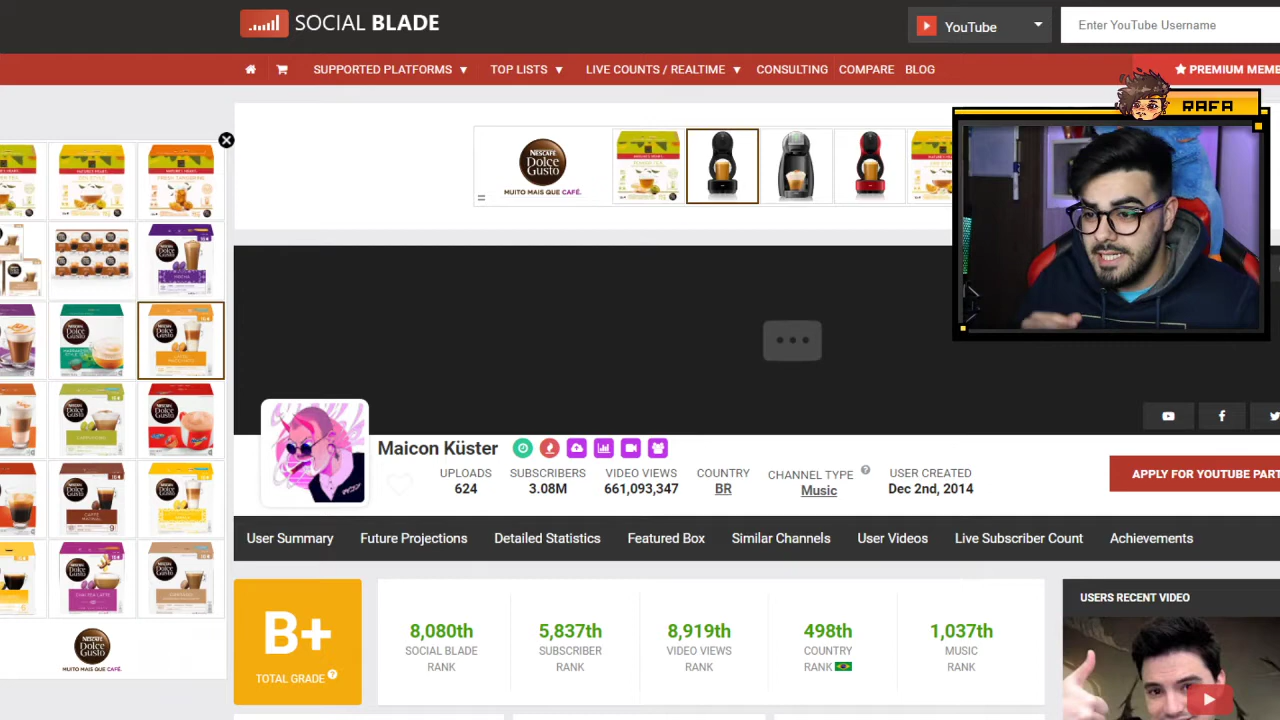 SOCIAL BLADE
YouTube
Enter YouTube Username
SUPPORTED PLATFORMS
TOP LISTS
LIVE COUNTS / REALTIME
CONSULTING
COMPARE
BLOG
PREMIUM MEMB
RAFA
NESCAFÉ
Dolce
Gusto
MUITO MAIS QUE CAFÉ.
Maicon Küster
UPLOADS
624
SUBSCRIBERS
3.08M
VIDEO VIEWS
661,093,347
COUNTRY
BR
CHANNEL TYPE
Music
USER CREATED
Dec 2nd, 2014
APPLY FOR YOUTUBE PART
User Summary
Future Projections
Detailed Statistics
Featured Box
Similar Channels
User Videos
Live Subscriber Count
Achievements
B+
TOTAL GRADE
8,080th
SOCIAL BLADE
RANK
5,837th
SUBSCRIBER
RANK
8,919th
VIDEO VIEWS
RANK
498th
COUNTRY
RANK
1,037th
MUSIC
RANK
USERS RECENT VIDEO
Dolce
Gusto
MUITO MAIS QUE CAFÉ.